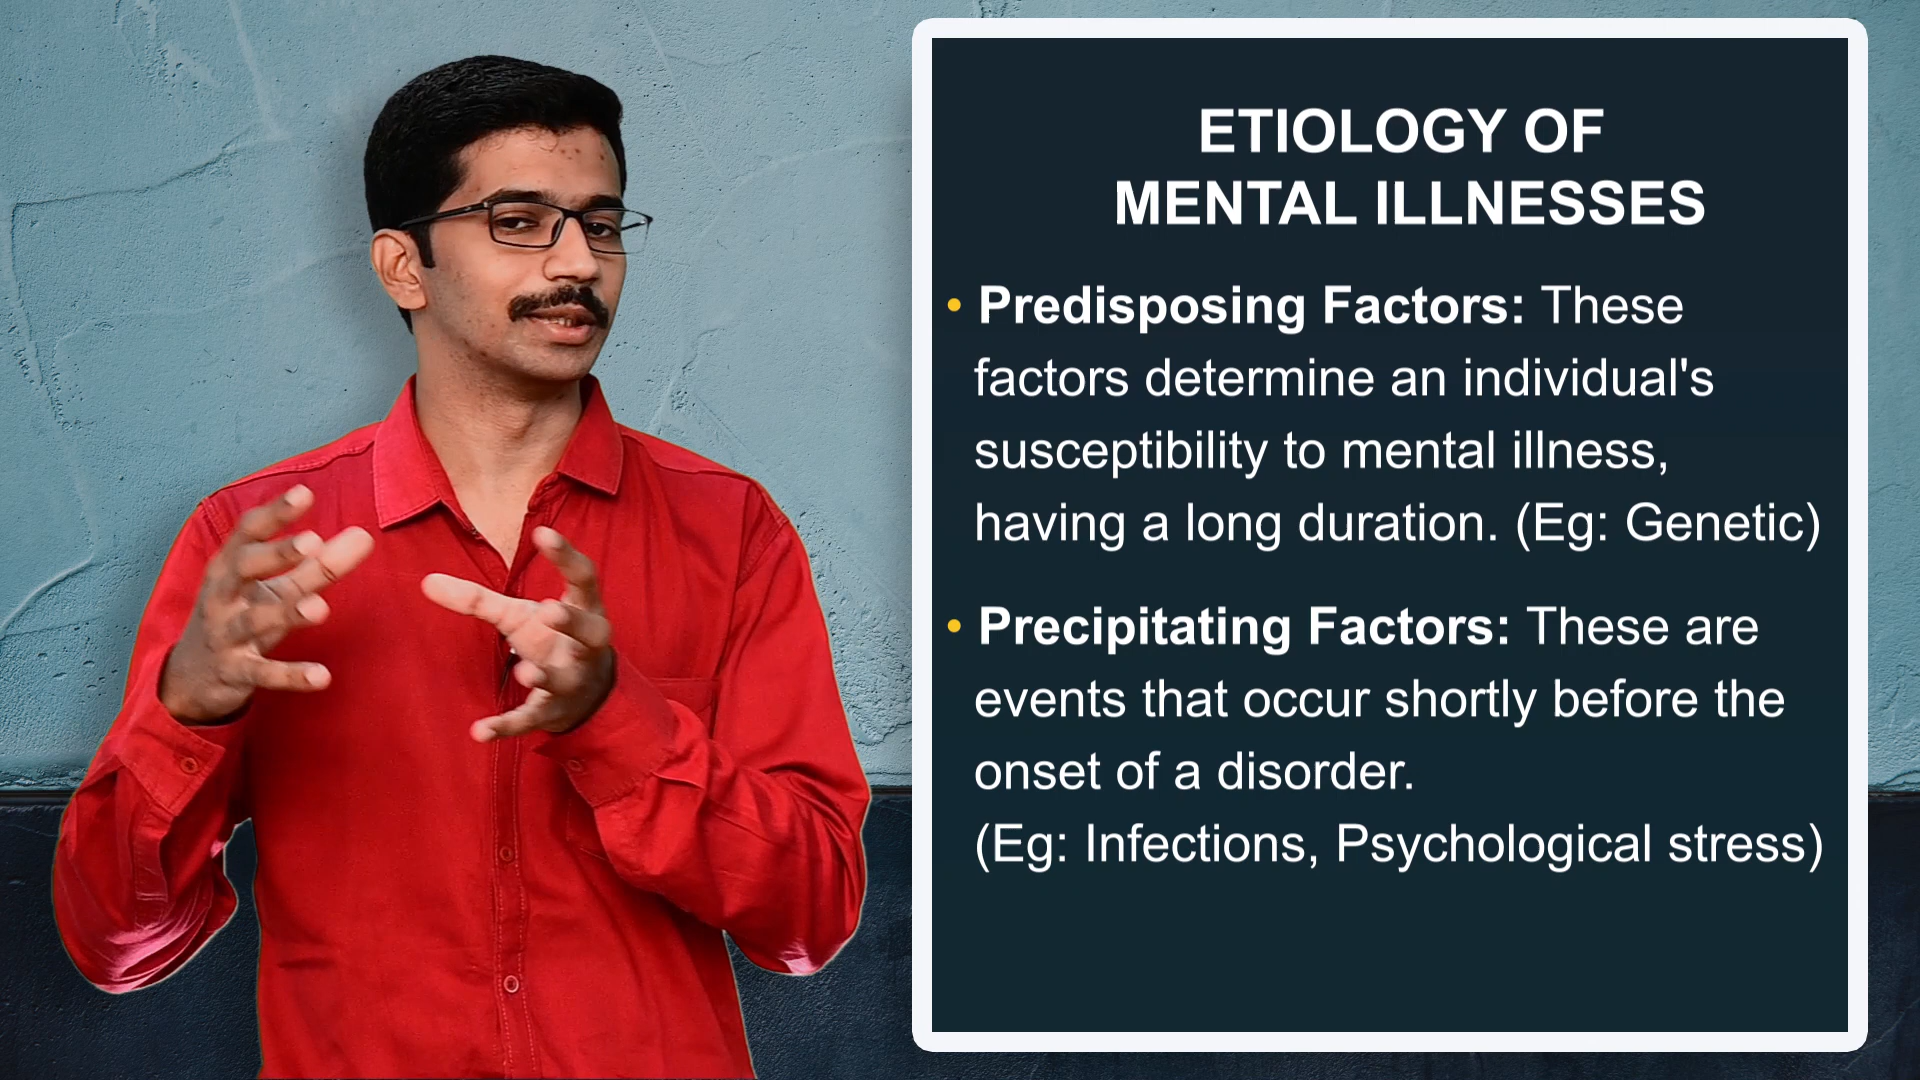 ETIOLOGY OF
MENTAL ILLNESSES
• Predisposing Factors: These
factors determine an individual's
susceptibility to mental illness,
having a long duration. (Eg: Genetic)
• Precipitating Factors: These are
events that occur shortly before the
onset of a disorder.
(Eg: Infections, Psychological stress)